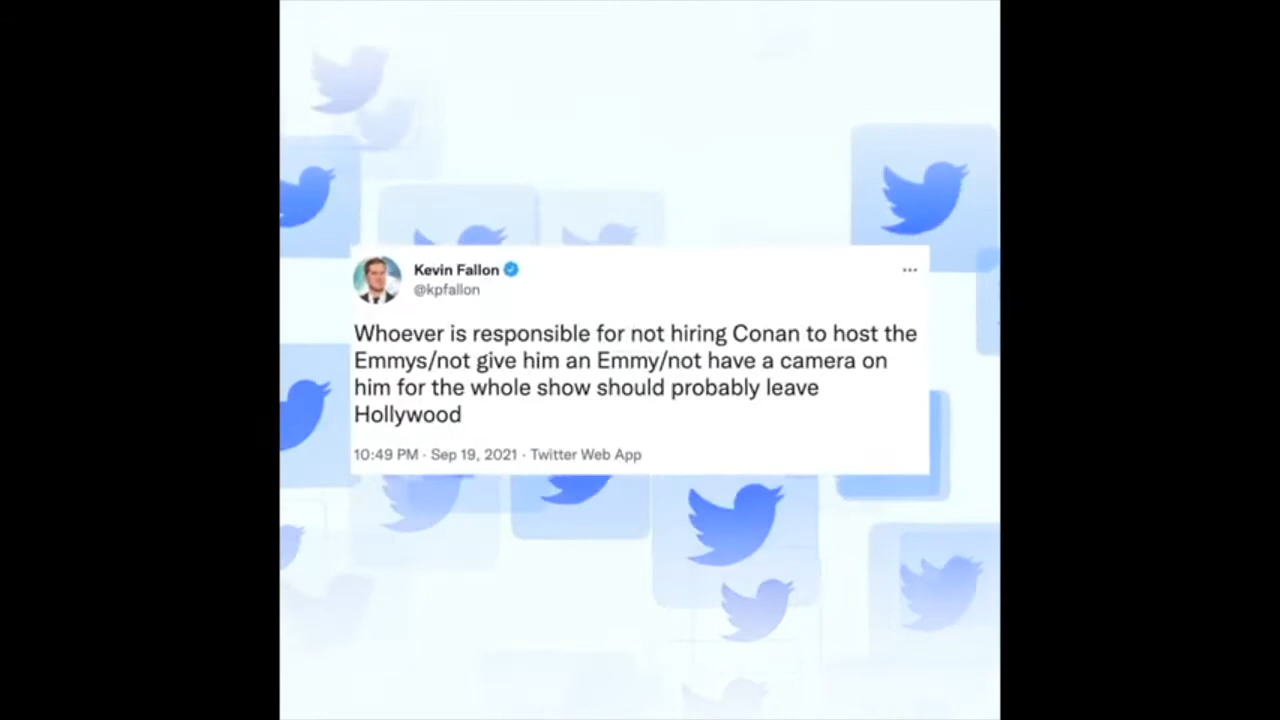 Kevin Fallon
@kpfallon
Whoever is responsible for not hiring Conan to host the
Emmys/not give him an Emmy/not have a camera on
him for the whole show should probably leave
Hollywood
10:49 PM · Sep 19, 2021 · Twitter Web App